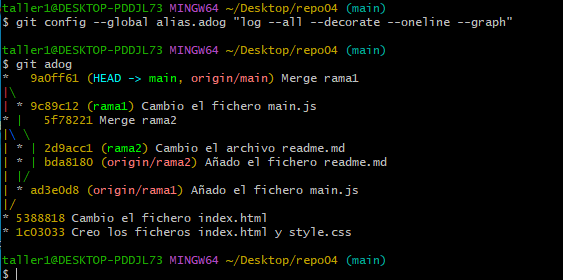 taller1@DESKTOP-PDDJL73 MINGW64 ~/Desktop/repo04 (main)
$ git config --global alias.adog "log --all --decorate --oneline --graph"

taller1@DESKTOP-PDDJL73 MINGW64 ~/Desktop/repo04 (main)
$ git adog
*   9a0ff61 (HEAD -> main, origin/main) Merge rama1
|\
| * 9c89c12 (rama1) Cambio el fichero main.js
* |   5f78221 Merge rama2
|\ \
| * | 2d9acc1 (rama2) Cambio el archivo readme.md
| * | bda8180 (origin/rama2) Añado el fichero readme.md
| |/
| * ad3e0d8 (origin/rama1) Añado el fichero main.js
|/
* 5388818 Cambio el fichero index.html
* 1c03033 Creo los ficheros index.html y style.css

taller1@DESKTOP-PDDJL73 MINGW64 ~/Desktop/repo04 (main)
$